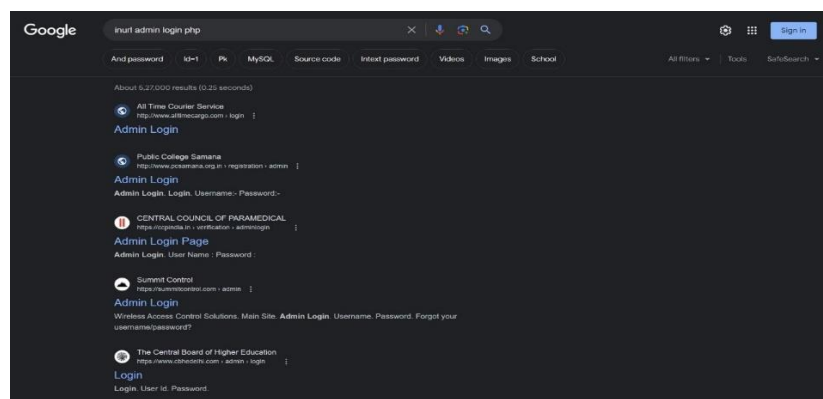 Google
inurl admin login php
Sign in
And password Id=1 Pk MySQL Source code Intext password Videos Images School All filters Tools SafeSearch
About 5,27,000 results (0.25 seconds)
All Time Courier Service
http://www.alltimecargo.com › login
Admin Login
Public College Samana
http://www.pcsamana.org.in › registration › admin
Admin Login
Admin Login. Login. Username:- Password:-
CENTRAL COUNCIL OF PARAMEDICAL
https://ccpindia.in › verification › adminlogin
Admin Login Page
Admin Login. User Name : Password :
Summit Control
https://summitcontrol.com › admin
Admin Login
Wireless Access Control Solutions. Main Site. Admin Login. Username. Password. Forgot your
username/password?
The Central Board of Higher Education
https://www.cbhedelhi.com › admin › login
Login
Login. User Id. Password.